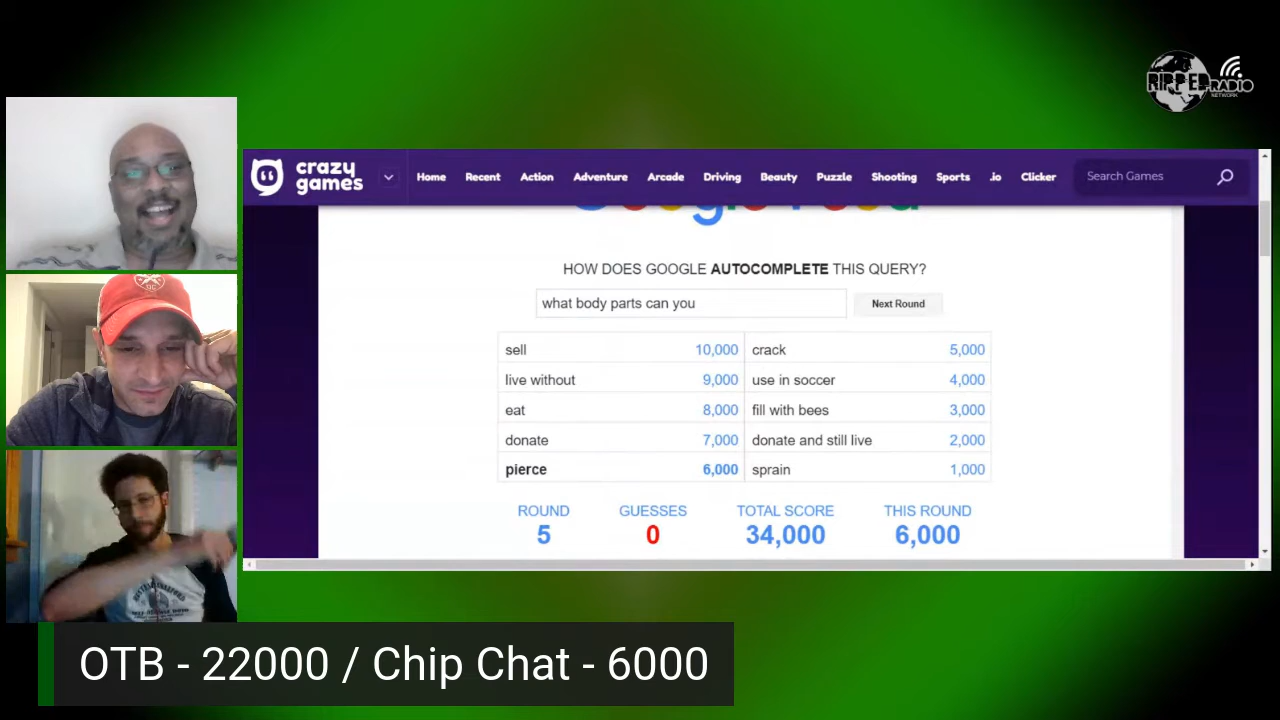 RIPPED RADIO
NETWORK
crazy games
Home Recent Action Adventure Arcade Driving Beauty Puzzle Shooting Sports .io Clicker
Search Games
HOW DOES GOOGLE AUTOCOMPLETE THIS QUERY?
what body parts can you
Next Round
sell 10,000 crack 5,000
live without 9,000 use in soccer 4,000
eat 8,000 fill with bees 3,000
donate 7,000 donate and still live 2,000
pierce 6,000 sprain 1,000
ROUND GUESSES TOTAL SCORE THIS ROUND
5 0 34,000 6,000
OTB - 22000 / Chip Chat - 6000